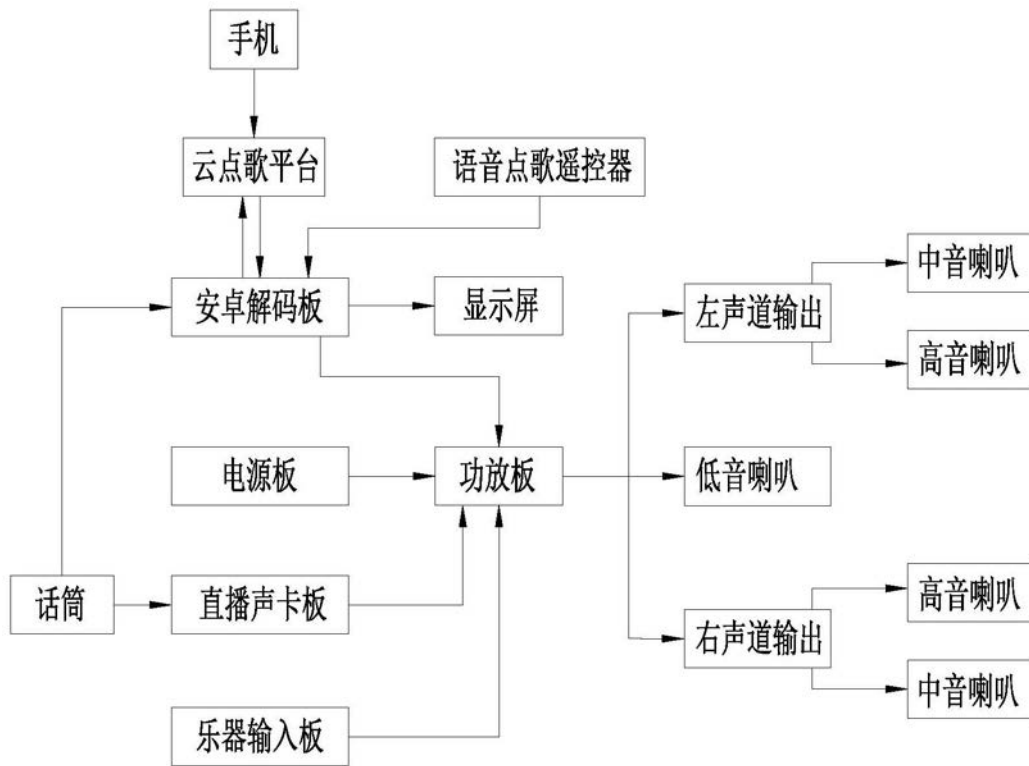 手机
云点歌平台
语音点歌遥控器
中音喇叭
安卓解码板
显示屏
左声道输出
高音喇叭
电源板
功放板
低音喇叭
话筒
直播声卡板
高音喇叭
右声道输出
中音喇叭
乐器输入板